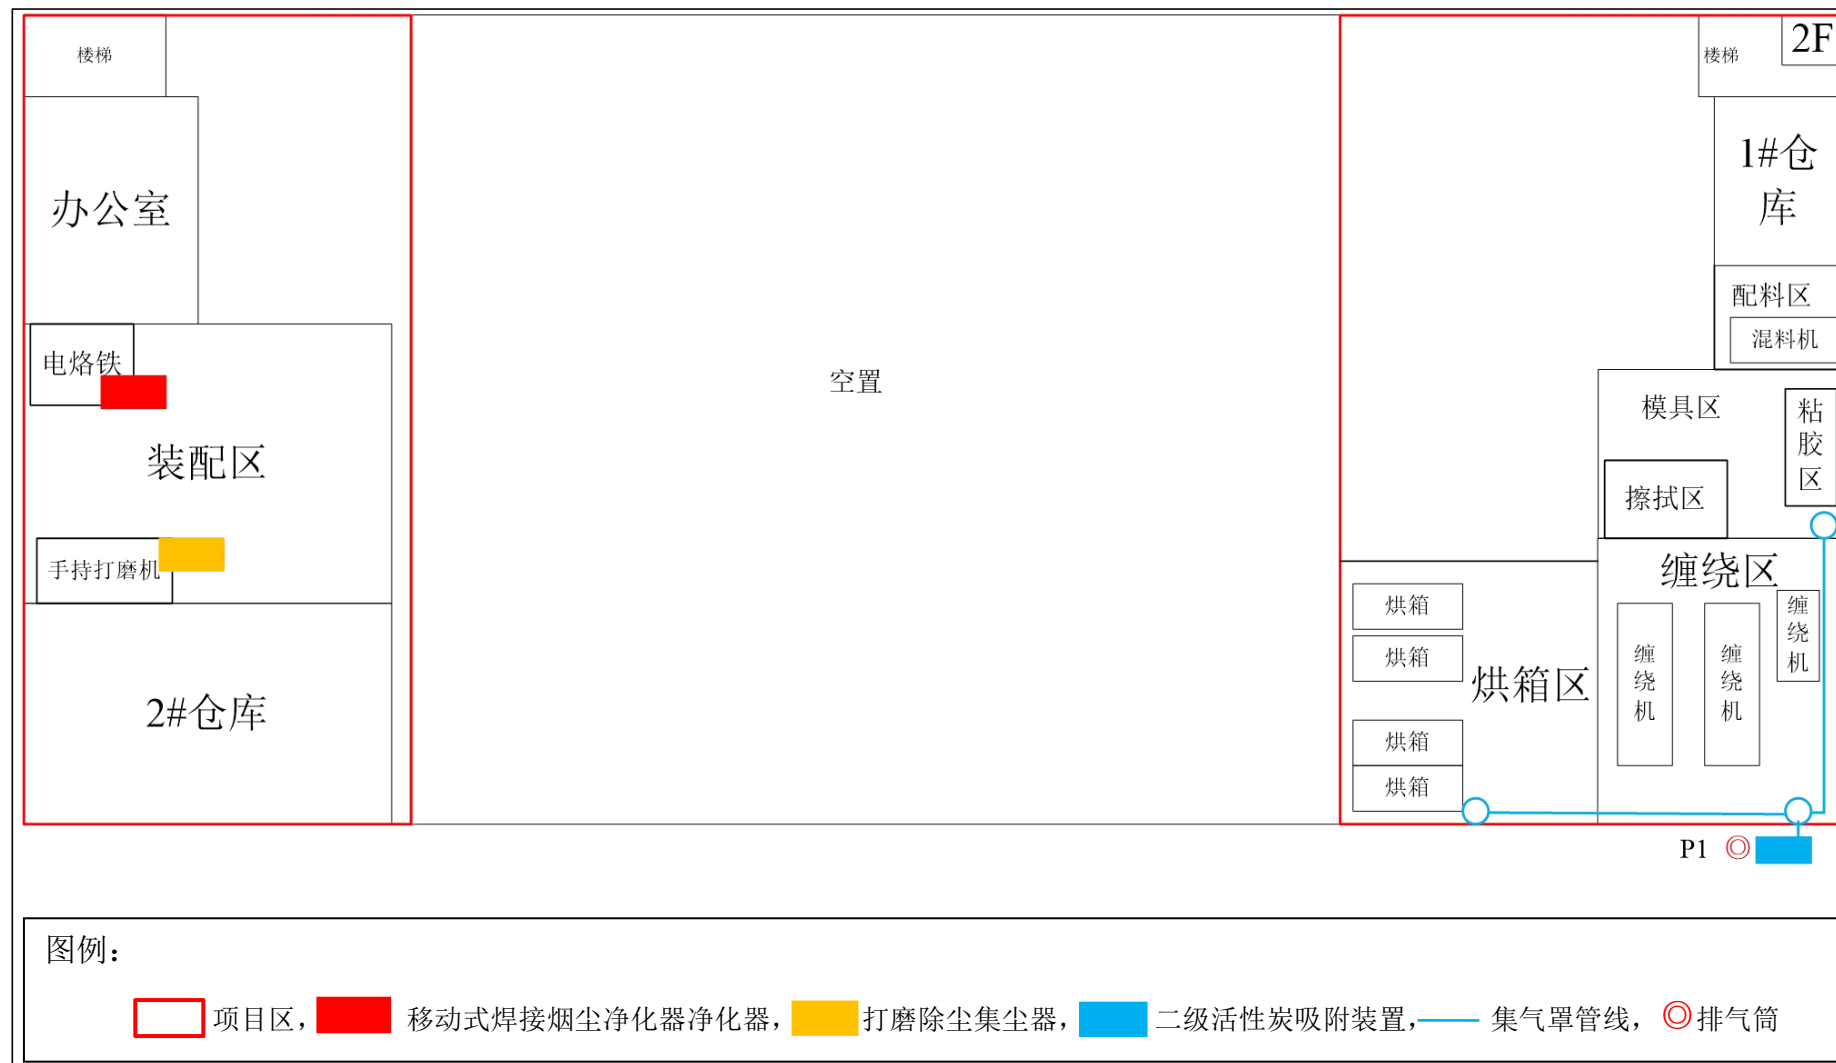 楼梯
办公室
电烙铁
装配区
手持打磨机
2#仓库
空置
楼梯
2F
1#仓
库
配料区
混料机
模具区
粘
胶
区
擦拭区
缠绕区
缠
绕
机
缠
绕
机
缠
绕
机
烘箱
烘箱
烘箱区
烘箱
烘箱
P1
图例：
项目区，移动式焊接烟尘净化器净化器，打磨除尘集尘器，二级活性炭吸附装置，集气罩管线，排气筒